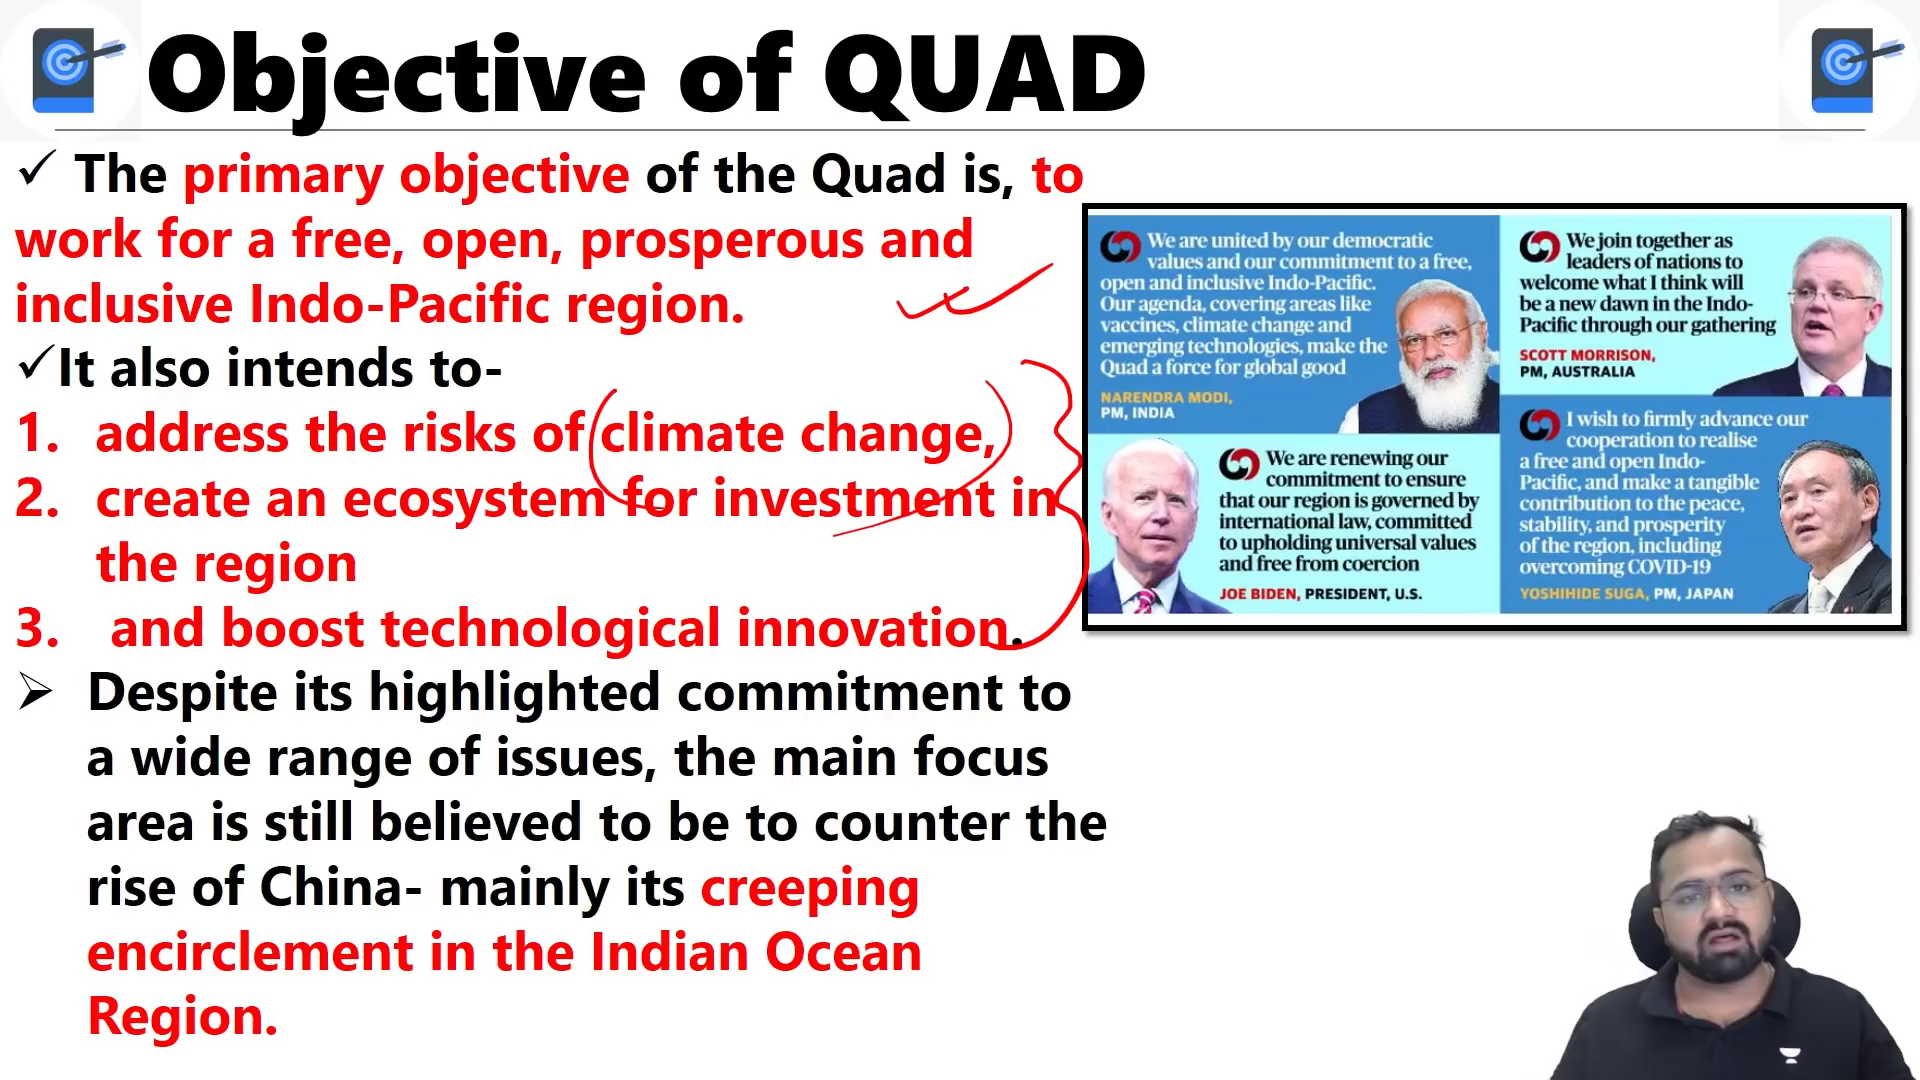 Objective of QUAD
✓ The primary objective of the Quad is, to
work for a free, open, prosperous and
inclusive Indo-Pacific region.
✓It also intends to-
1. address the risks of climate change,
2. create an ecosystem for investment in
the region
3. and boost technological innovation.
➢ Despite its highlighted commitment to
a wide range of issues, the main focus
area is still believed to be to counter the
rise of China- mainly its creeping
encirclement in the Indian Ocean
Region.
We are united by our democratic
values and our commitment to a free,
open and inclusive Indo-Pacific.
Our agenda, covering areas like
vaccines, climate change and
emerging technologies, make the
Quad a force for global good
NARENDRA MODI,
PM, INDIA
We join together as
leaders of nations to
welcome what I think will
be a new dawn in the Indo-
Pacific through our gathering
SCOTT MORRISON,
PM, AUSTRALIA
We are renewing our
commitment to ensure
that our region is governed by
international law, committed
to upholding universal values
and free from coercion
JOE BIDEN, PRESIDENT, U.S.
I wish to firmly advance our
cooperation to realise
a free and open Indo-
Pacific, and make a tangible
contribution to the peace,
stability, and prosperity
of the region, including
overcoming COVID-19
YOSHIHIDE SUGA, PM, JAPAN